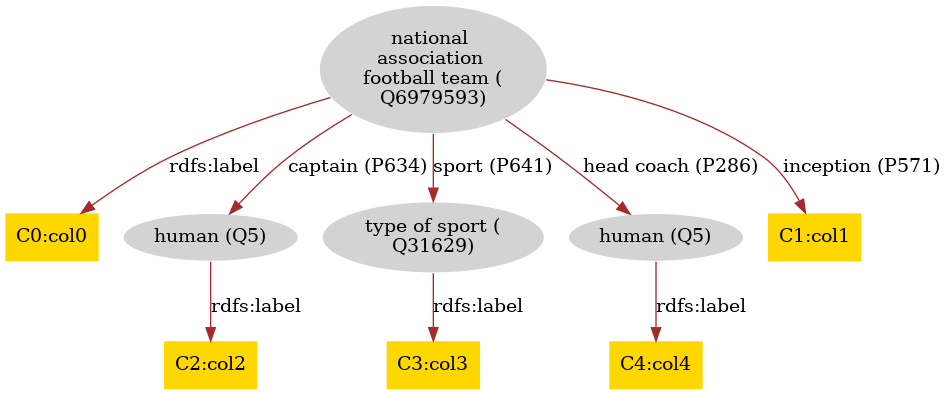 national
association
football team (
Q6979593)
rdfs:label
captain (P634)
sport (P641)
head coach (P286)
inception (P571)
C0:col0
human (Q5)
type of sport (
Q31629)
human (Q5)
C1:col1
rdfs:label
rdfs:label
rdfs:label
C2:col2
C3:col3
C4:col4